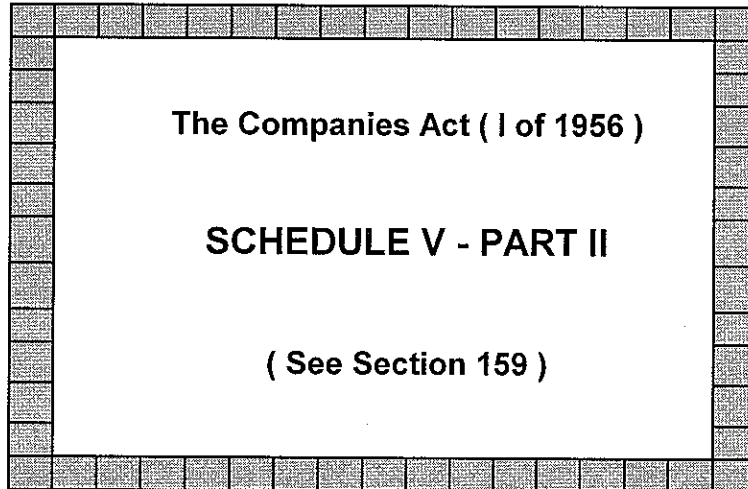 The Companies Act ( I of 1956 )
SCHEDULE V - PART II
( See Section 159 )